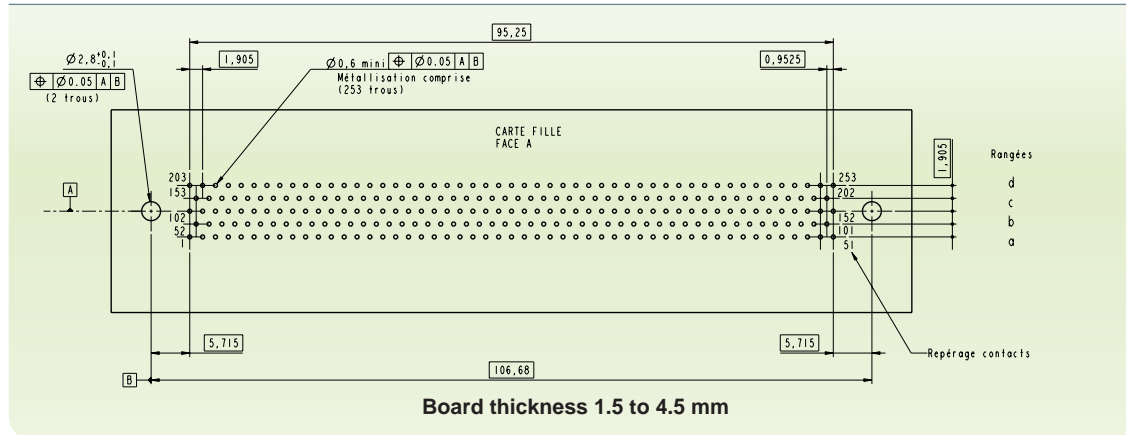 95,25
Ø2,8 +0,1 -0,1
1,905
Ø0,6 mini ⌖ Ø0.05 A B
0,9525
⌖ Ø0.05 A B
Métallisation comprise
(2 trous)
(253 trous)
CARTE FILLE
FACE A
1,905
Rangées
203
253
d
153
202
c
A
102
152
b
52
101
a
1
51
5,715
5,715
Repérage contacts
106,68
B
Board thickness 1.5 to 4.5 mm